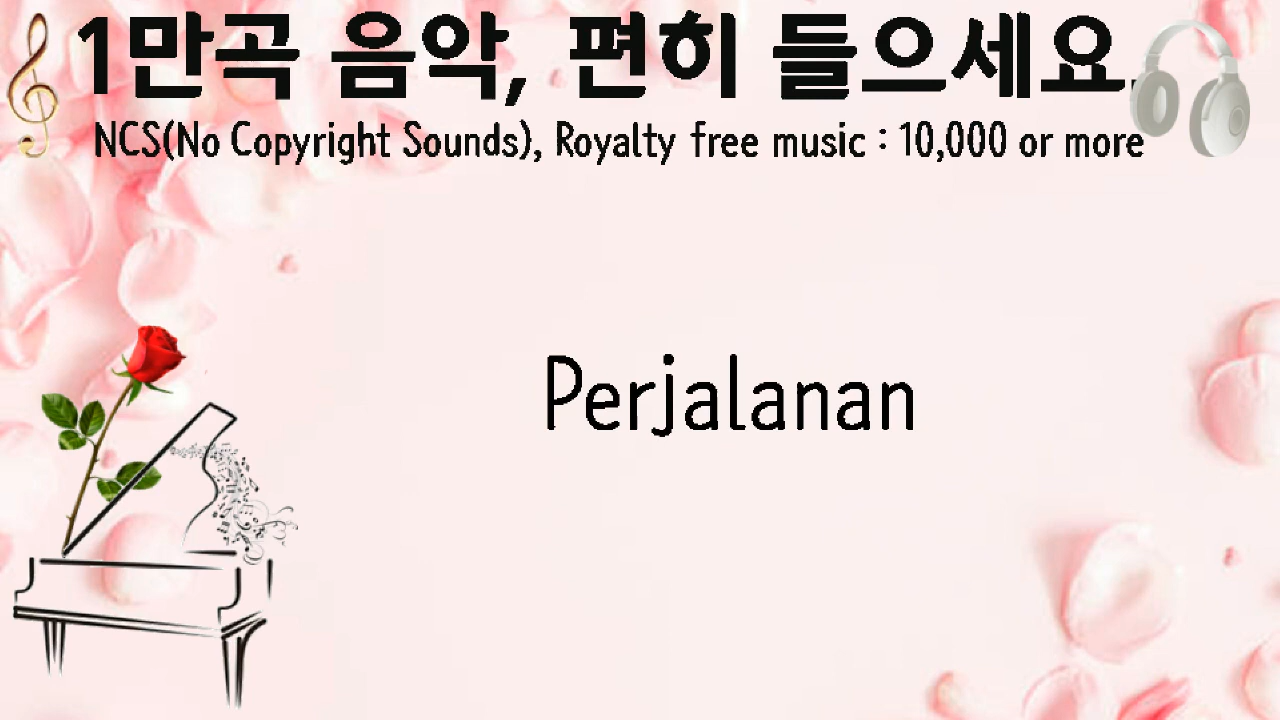 1만곡 음악, 편히 들으세요.
NCS(No Copyright Sounds), Royalty free music : 10,000 or more
Perjalanan